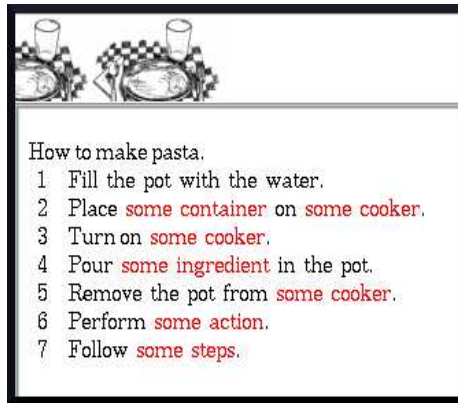 How to make pasta.
1 Fill the pot with the water.
2 Place some container on some cooker.
3 Turn on some cooker.
4 Pour some ingredient in the pot.
5 Remove the pot from some cooker.
6 Perform some action.
7 Follow some steps.